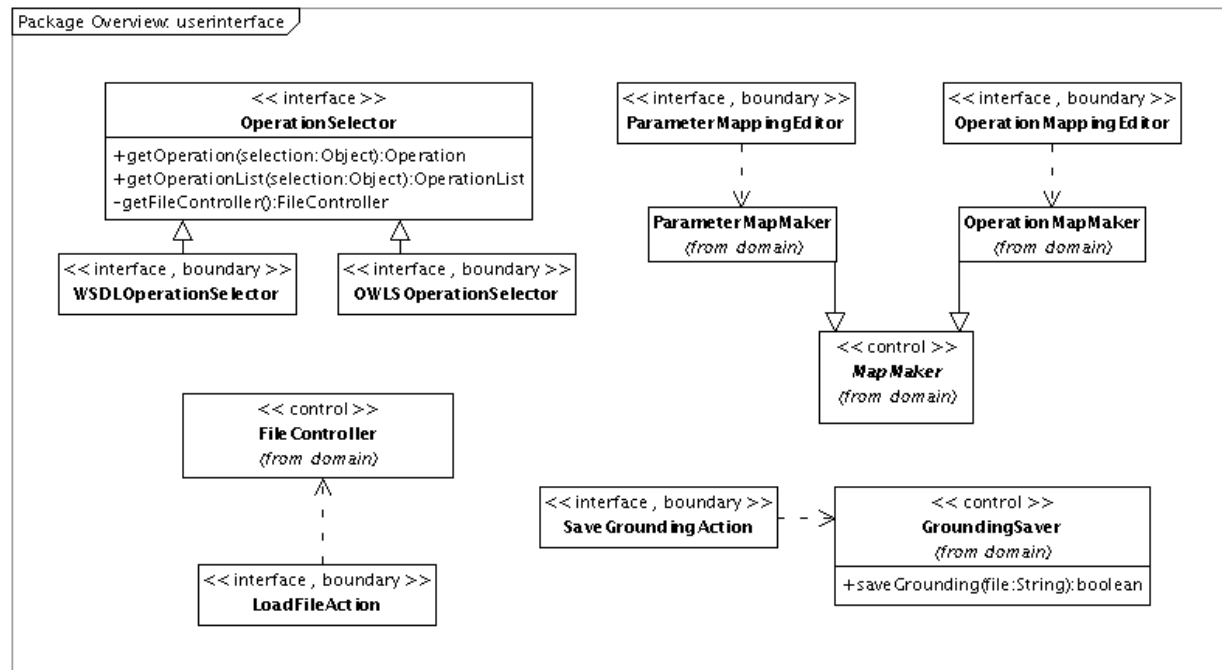 Package Overview: userinterface
<< interface >>
OperationSelector
+getOperation(selection:Object):Operation
+getOperationList(selection:Object):OperationList
-getFileController():FileController
<< interface , boundary >>
WSDLOperationSelector
<< interface , boundary >>
OWLSOperationSelector
<< interface , boundary >>
ParameterMappingEditor
<< interface , boundary >>
OperationMappingEditor
ParameterMapMaker
(from domain)
OperationMapMaker
(from domain)
<< control >>
MapMaker
(from domain)
<< control >>
FileController
(from domain)
<< interface , boundary >>
LoadFileAction
<< interface , boundary >>
SaveGroundingAction
<< control >>
GroundingSaver
(from domain)
+saveGrounding(file:String):boolean